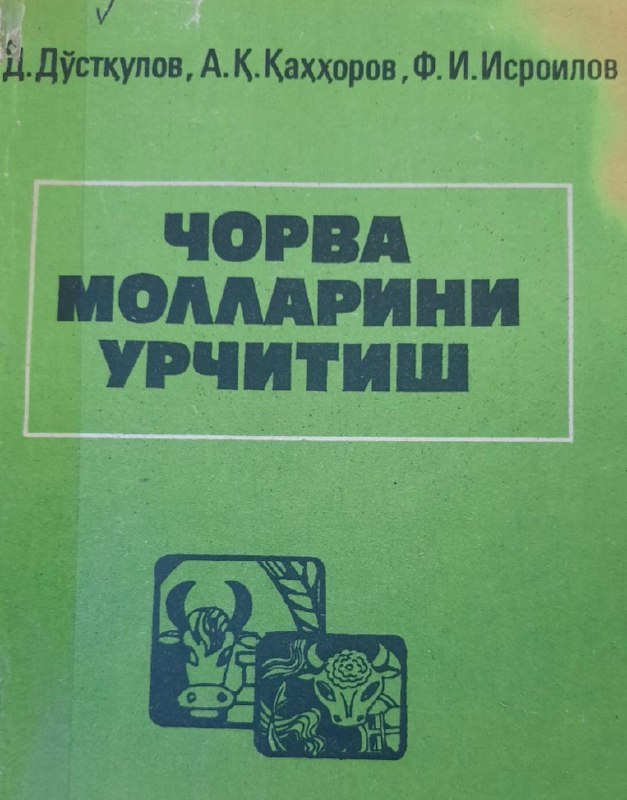 Д. Дўстқулов, А. Қ. Қаҳҳоров, Ф. И. Исроилов
ЧОРВА
МОЛЛАРИНИ
УРЧИТИШ